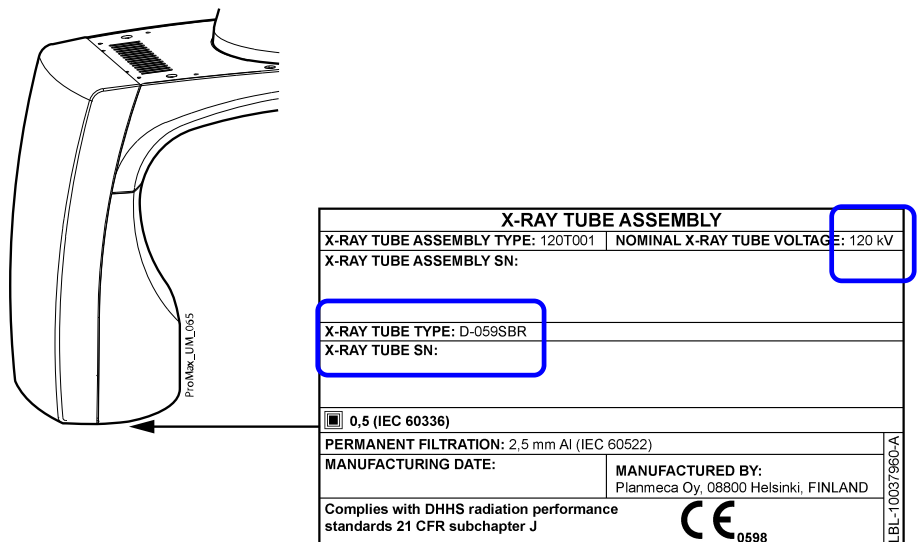 ProMax_UM_065
X-RAY TUBE ASSEMBLY
X-RAY TUBE ASSEMBLY TYPE: 120T001 NOMINAL X-RAY TUBE VOLTAGE: 120 kV
X-RAY TUBE ASSEMBLY SN:
X-RAY TUBE TYPE: D-059SBR
X-RAY TUBE SN:
0,5 (IEC 60336)
PERMANENT FILTRATION: 2,5 mm Al (IEC 60522)
MANUFACTURING DATE:
MANUFACTURED BY:
Planmeca Oy, 08800 Helsinki, FINLAND
Complies with DHHS radiation performance
standards 21 CFR subchapter J
CE 0598
LBL-10037960-A